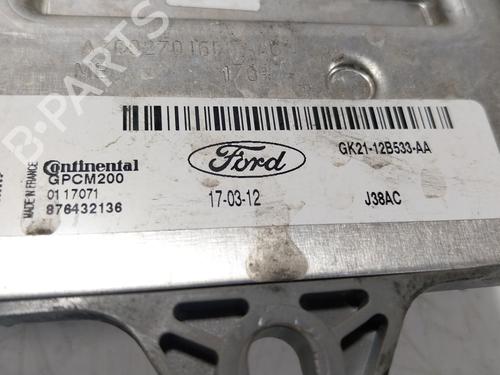 B-PARTS
GK21-12B533-AA
Continental
Ford
GPCM200
MADE IN FRANCE
0117071
17-03-12
J38AC
876432136